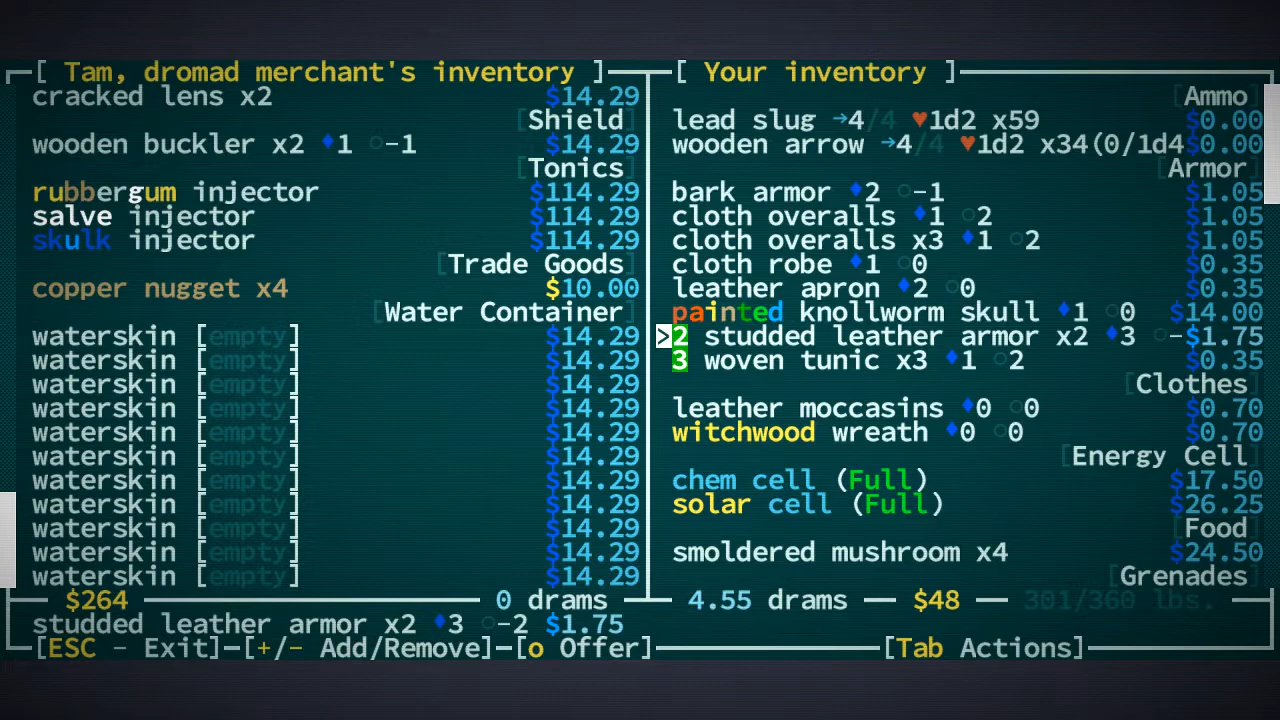 [ Tam, dromad merchant's inventory ]
cracked lens x2 $14.29
[Shield]
wooden buckler x2 ♦1 ○-1 $14.29
[Tonics]
rubbergum injector $114.29
salve injector $114.29
skulk injector $114.29
[Trade Goods]
copper nugget x4 $10.00
[Water Container]
waterskin [empty] $14.29
waterskin [empty] $14.29
waterskin [empty] $14.29
waterskin [empty] $14.29
waterskin [empty] $14.29
waterskin [empty] $14.29
waterskin [empty] $14.29
waterskin [empty] $14.29
waterskin [empty] $14.29
waterskin [empty] $14.29
waterskin [empty] $14.29
$264 0 drams
[ Your inventory ]
[Ammo]
lead slug →4/4 ♥1d2 x59 $0.00
wooden arrow →4/4 ♥1d2 x34(0/1d4 $0.00
[Armor]
bark armor ♦2 ○-1 $1.05
cloth overalls ♦1 ○2 $1.05
cloth overalls x3 ♦1 ○2 $1.05
cloth robe ♦1 ○0 $0.35
leather apron ♦2 ○0 $0.35
painted knollworm skull ♦1 ○0 $14.00
>2 studded leather armor x2 ♦3 ○-$1.75
3 woven tunic x3 ♦1 ○2 $0.35
[Clothes]
leather moccasins ♦0 ○0 $0.70
witchwood wreath ♦0 ○0 $0.70
[Energy Cell]
chem cell (Full) $17.50
solar cell (Full) $26.25
[Food]
smoldered mushroom x4 $24.50
[Grenades]
4.55 drams — $48 — 301/360 lbs.
studded leather armor x2 ♦3 ○-2 $1.75
[ESC - Exit]-[+/- Add/Remove]-[o Offer] [Tab Actions]